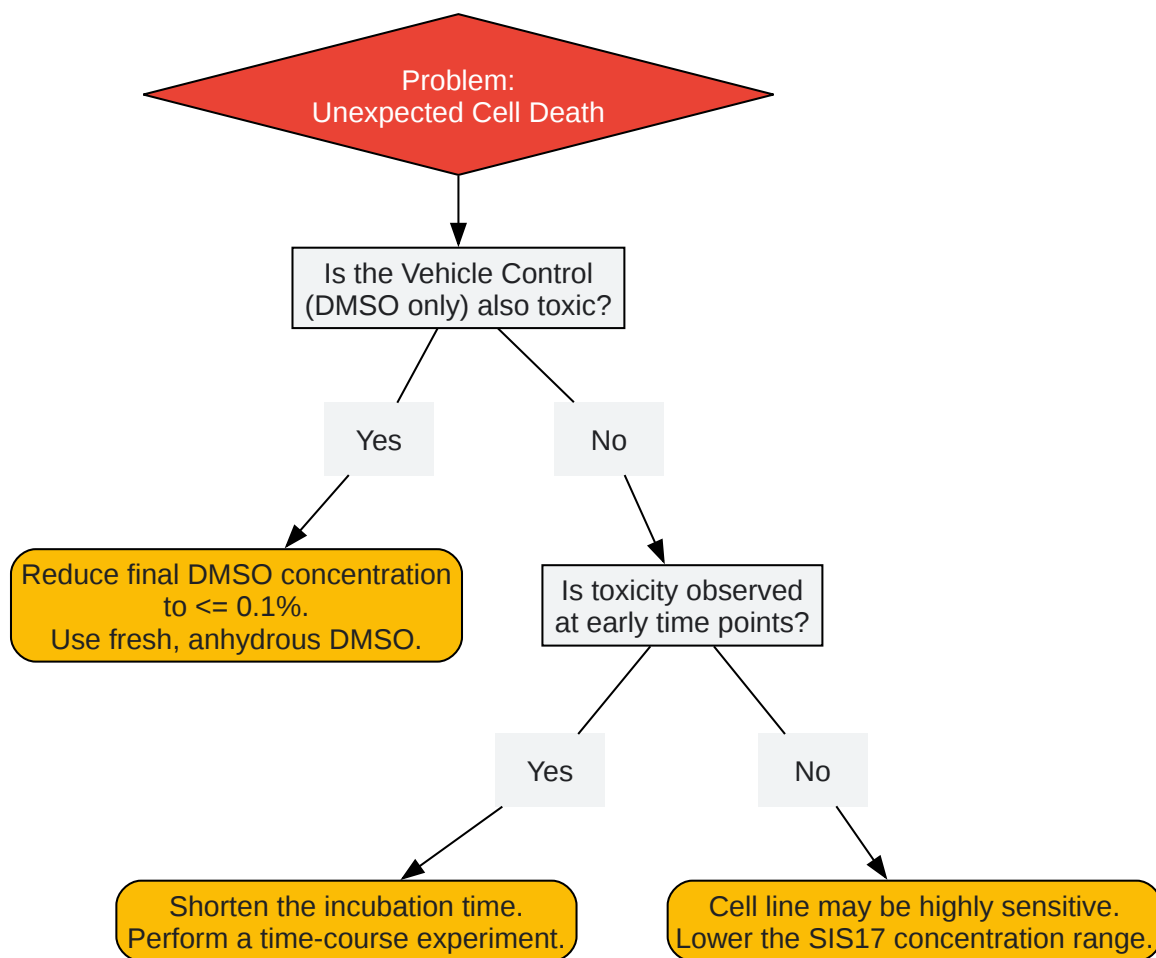 Problem:
Unexpected Cell Death
Is the Vehicle Control
(DMSO only) also toxic?
Yes
No
Reduce final DMSO concentration
to <= 0.1%.
Use fresh, anhydrous DMSO.
Is toxicity observed
at early time points?
Yes
No
Shorten the incubation time.
Perform a time-course experiment.
Cell line may be highly sensitive.
Lower the SIS17 concentration range.